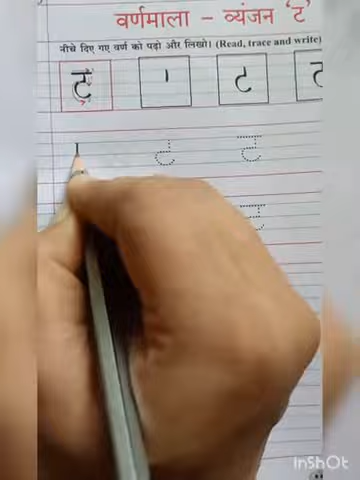 वर्णमाला – व्यंजन 'ट'
नीचे दिए गए वर्ण को पढ़ो और लिखो। (Read, trace and write)
ट ा ट ट
ट ट
ट
InShOt